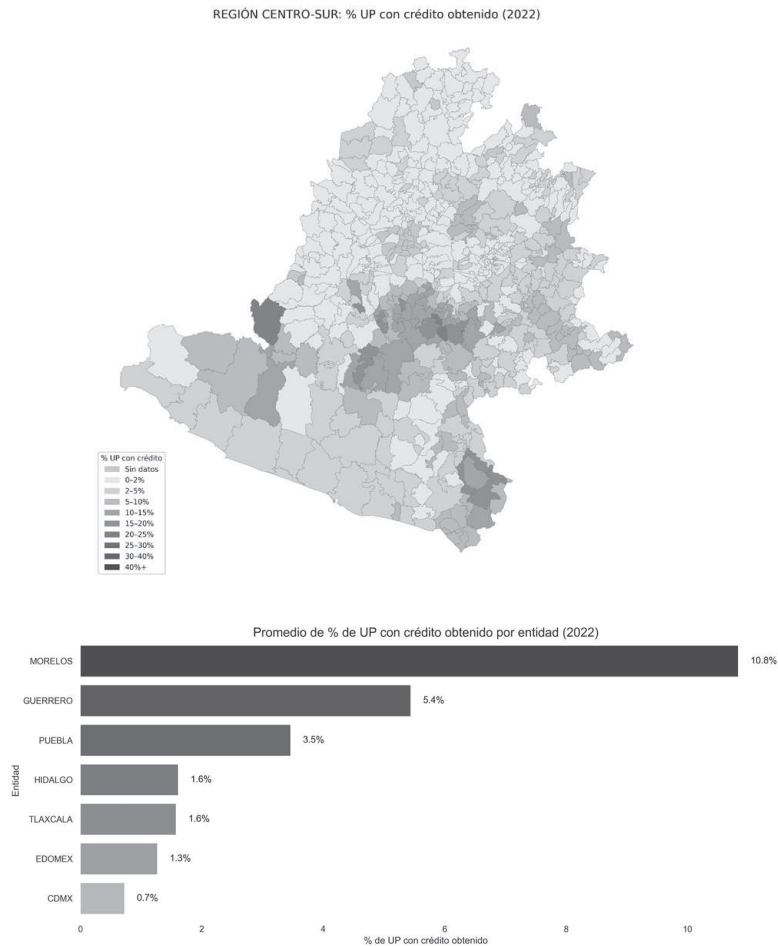 REGIÓN CENTRO-SUR: % UP con crédito obtenido (2022)
% UP con crédito
Sin datos
0–2%
2–5%
5–10%
10–15%
15–20%
20–25%
25–30%
30–40%
40%+
Promedio de % de UP con crédito obtenido por entidad (2022)
Entidad
MORELOS 10.8%
GUERRERO 5.4%
PUEBLA 3.5%
HIDALGO 1.6%
TLAXCALA 1.6%
EDOMEX 1.3%
CDMX 0.7%
0 2 4 6 8 10
% de UP con crédito obtenido